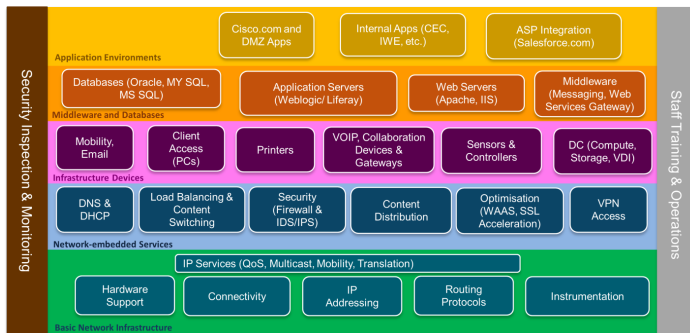 Security Inspection & Monitoring
Cisco.com and
DMZ Apps
Internal Apps (CEC,
IWE, etc.)
ASP Integration
(Salesforce.com)
Application Environments
Databases (Oracle, MY SQL,
MS SQL)
Application Servers
(Weblogic/ Liferay)
Web Servers
(Apache, IIS)
Middleware
(Messaging, Web
Services Gateway)
Middleware and Databases
Mobility,
Email
Client
Access
(PCs)
Printers
VOIP, Collaboration
Devices &
Gateways
Sensors &
Controllers
DC (Compute,
Storage, VDI)
Infrastructure Devices
DNS &
DHCP
Load Balancing &
Content
Switching
Security
(Firewall &
IDS/IPS)
Content
Distribution
Optimisation
(WAAS, SSL
Acceleration)
VPN
Access
Network-embedded Services
IP Services (QoS, Multicast, Mobility, Translation)
Hardware
Support
Connectivity
IP
Addressing
Routing
Protocols
Instrumentation
Basic Network Infrastructure
Staff Training & Operations